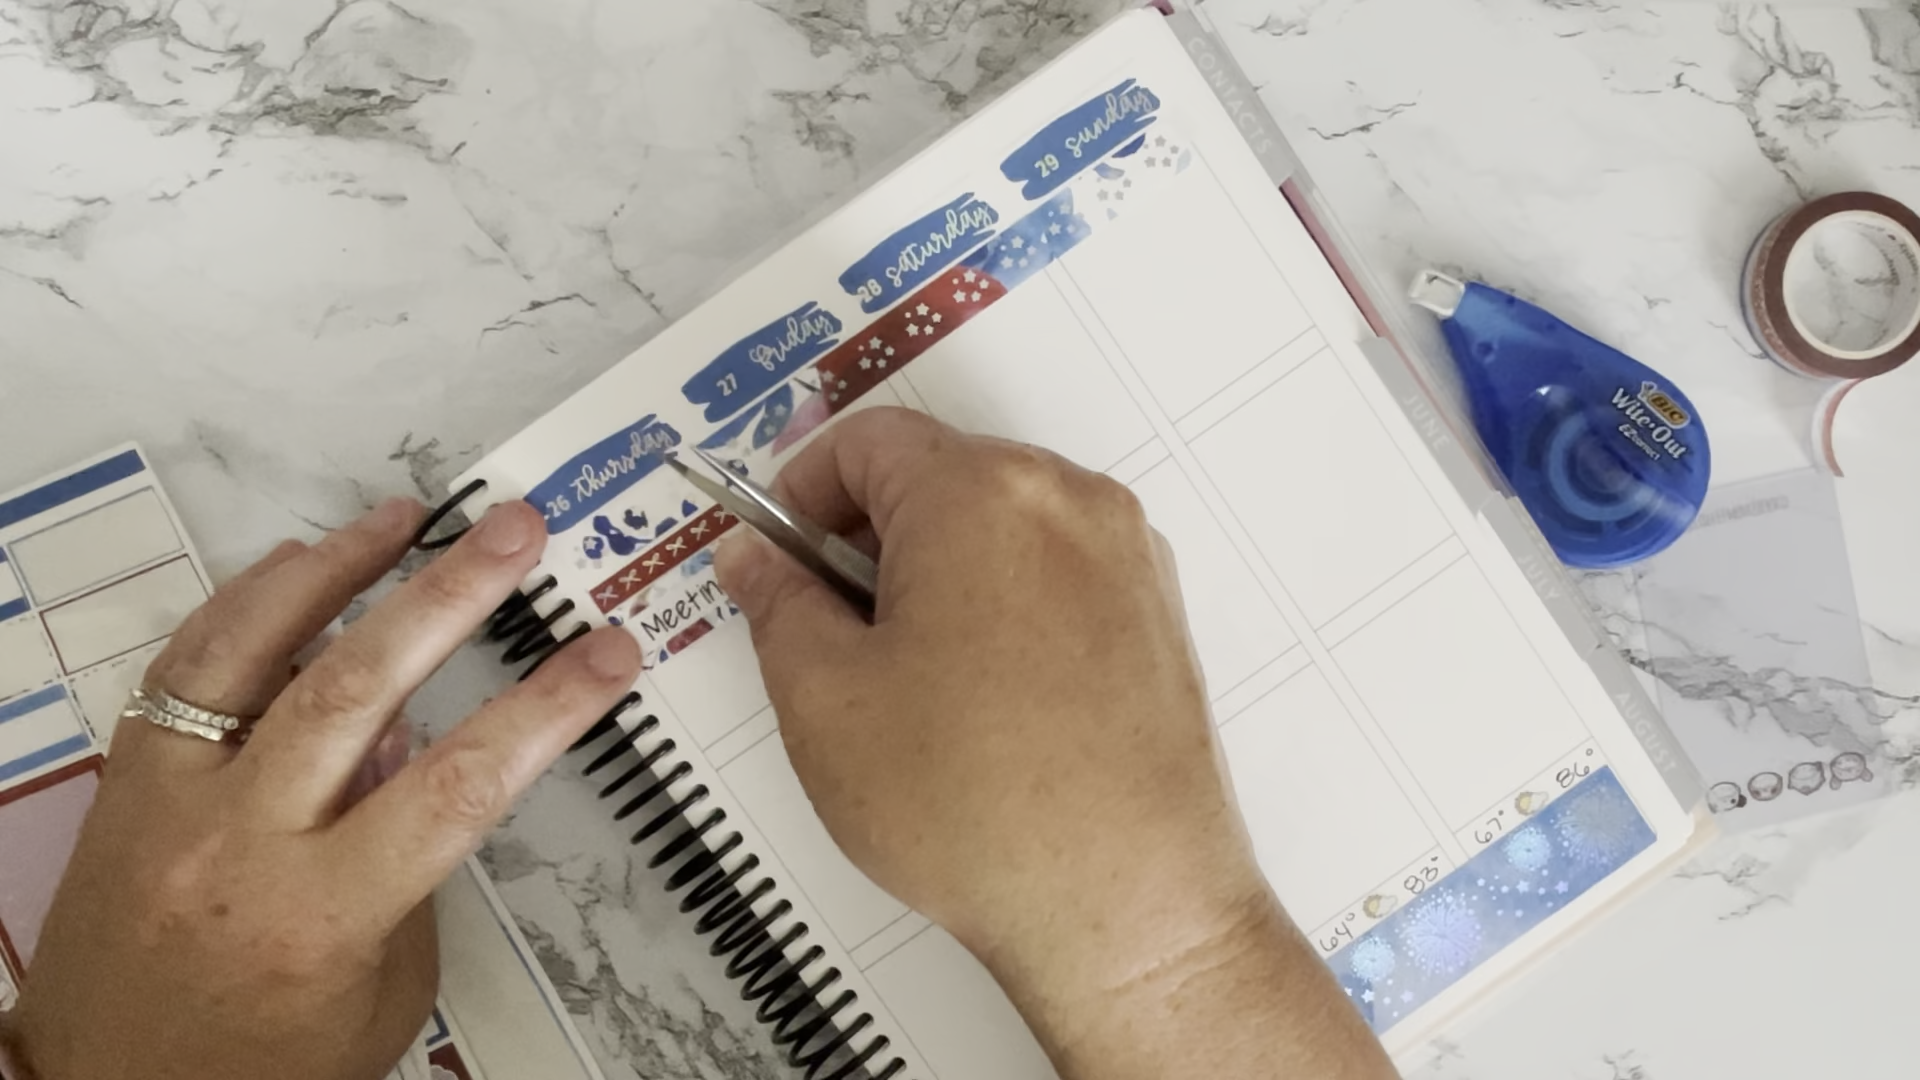 26 thursday
27 friday
28 saturday
29 sunday
Meetin
64° 83°
67° 86°
CONTACTS
JUNE
JULY
AUGUST
BIC
Wite·Out
EZ correct